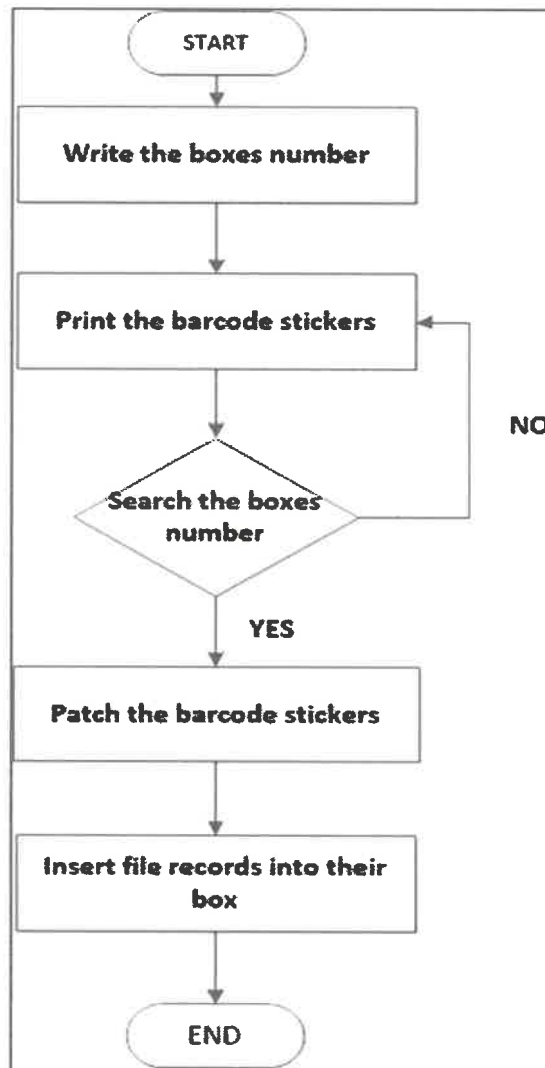 START
Write the boxes number
Print the barcode stickers
NO
Search the boxes
number
YES
Patch the barcode stickers
Insert file records into their
box
END